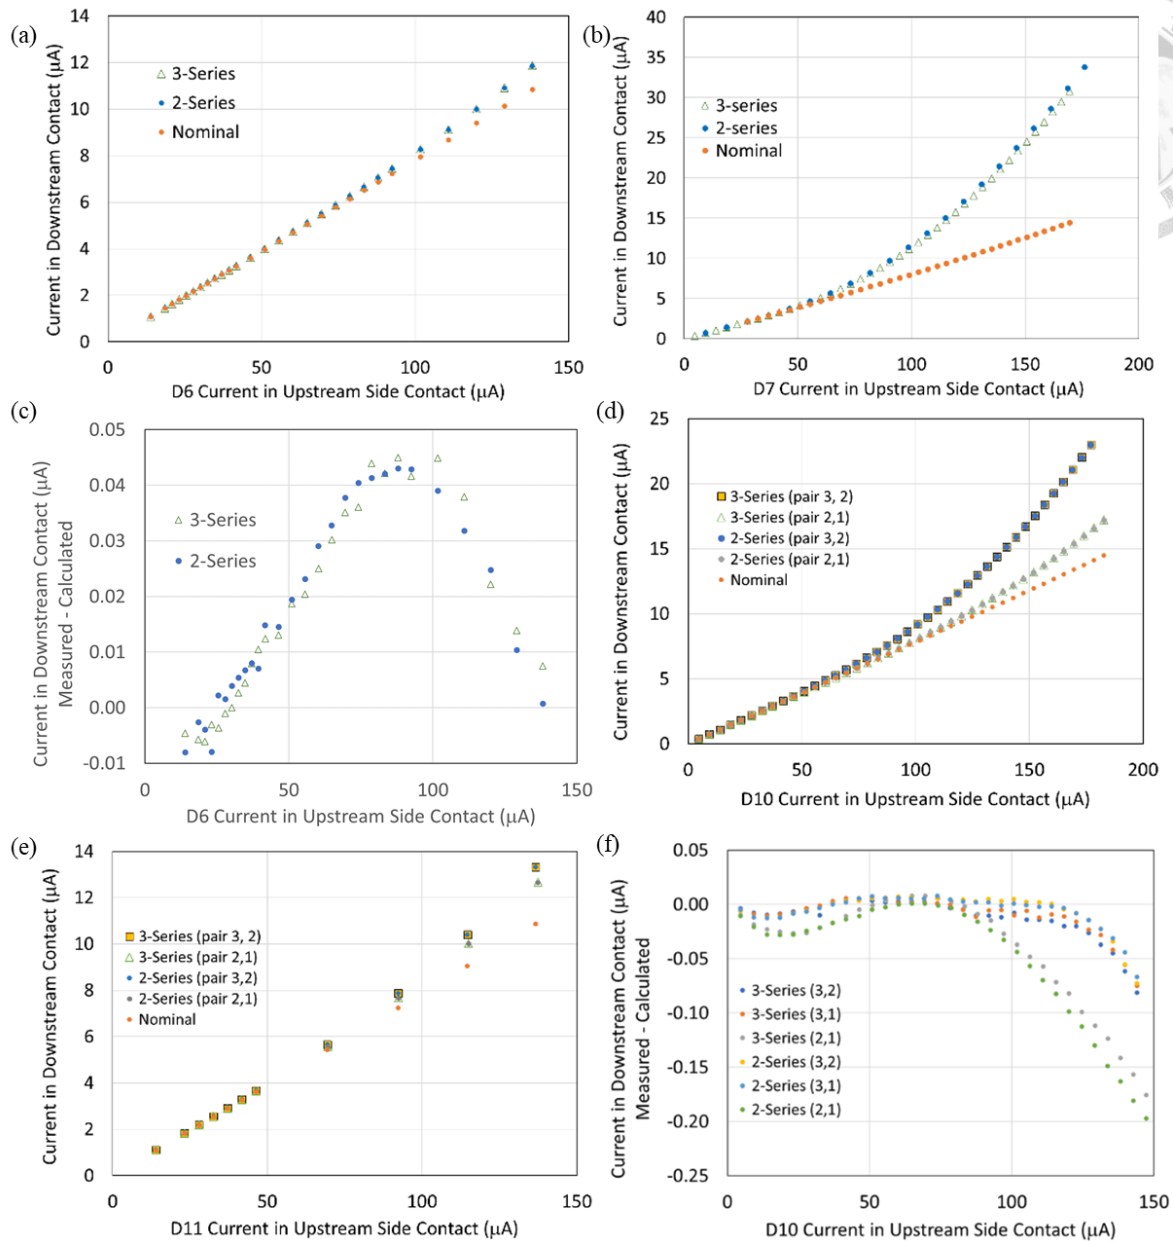 (a)
Current in Downstream Contact (µA)
14
12
10
8
6
4
2
0
3-Series
2-Series
Nominal
0
50
100
150
D6 Current in Upstream Side Contact (µA)
(b)
Current in Downstream Contact (µA)
40
35
30
25
20
15
10
5
0
3-series
2-series
Nominal
0
50
100
150
200
D7 Current in Upstream Side Contact (µA)
(c)
Current in Downstream Contact (µA)
Measured - Calculated
0.05
0.04
0.03
0.02
0.01
0.00
-0.01
3-Series
2-Series
0
50
100
150
D6 Current in Upstream Side Contact (µA)
(d)
Current in Downstream Contact (µA)
25
20
15
10
5
0
3-Series (pair 3, 2)
3-Series (pair 2,1)
2-Series (pair 3,2)
2-Series (pair 2,1)
Nominal
0
50
100
150
200
D10 Current in Upstream Side Contact (µA)
(e)
Current in Downstream Contact (µA)
14
12
10
8
6
4
2
0
3-Series (pair 3, 2)
3-Series (pair 2,1)
2-Series (pair 3,2)
2-Series (pair 2,1)
Nominal
0
50
100
150
D11 Current in Upstream Side Contact (µA)
(f)
Current in Downstream Contact (µA)
Measured - Calculated
0.05
0.00
-0.05
-0.10
-0.15
-0.20
-0.25
3-Series (3,2)
3-Series (3,1)
3-Series (2,1)
2-Series (3,2)
2-Series (3,1)
2-Series (2,1)
0
50
100
150
D10 Current in Upstream Side Contact (µA)